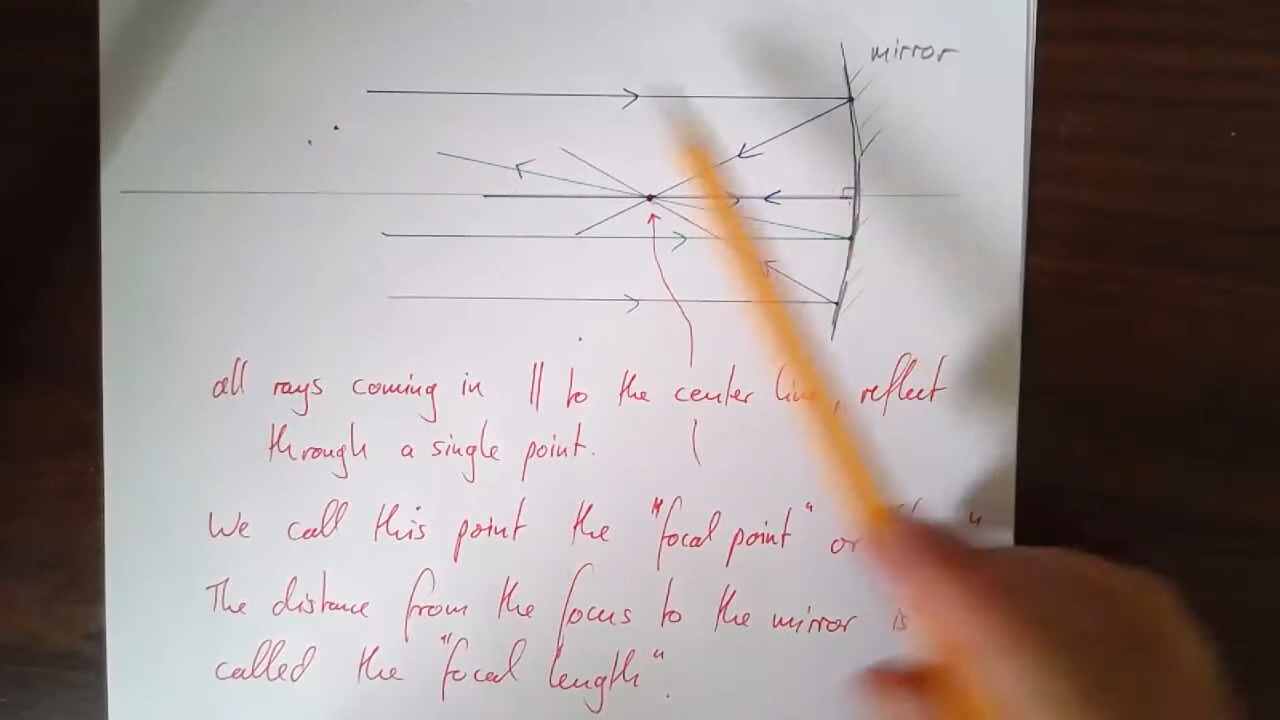 mirror
all rays coming in || to the center line, reflect
through a single point.
We call this point the "focal point" or
The distance from the focus to the mirror is
called the "focal length".